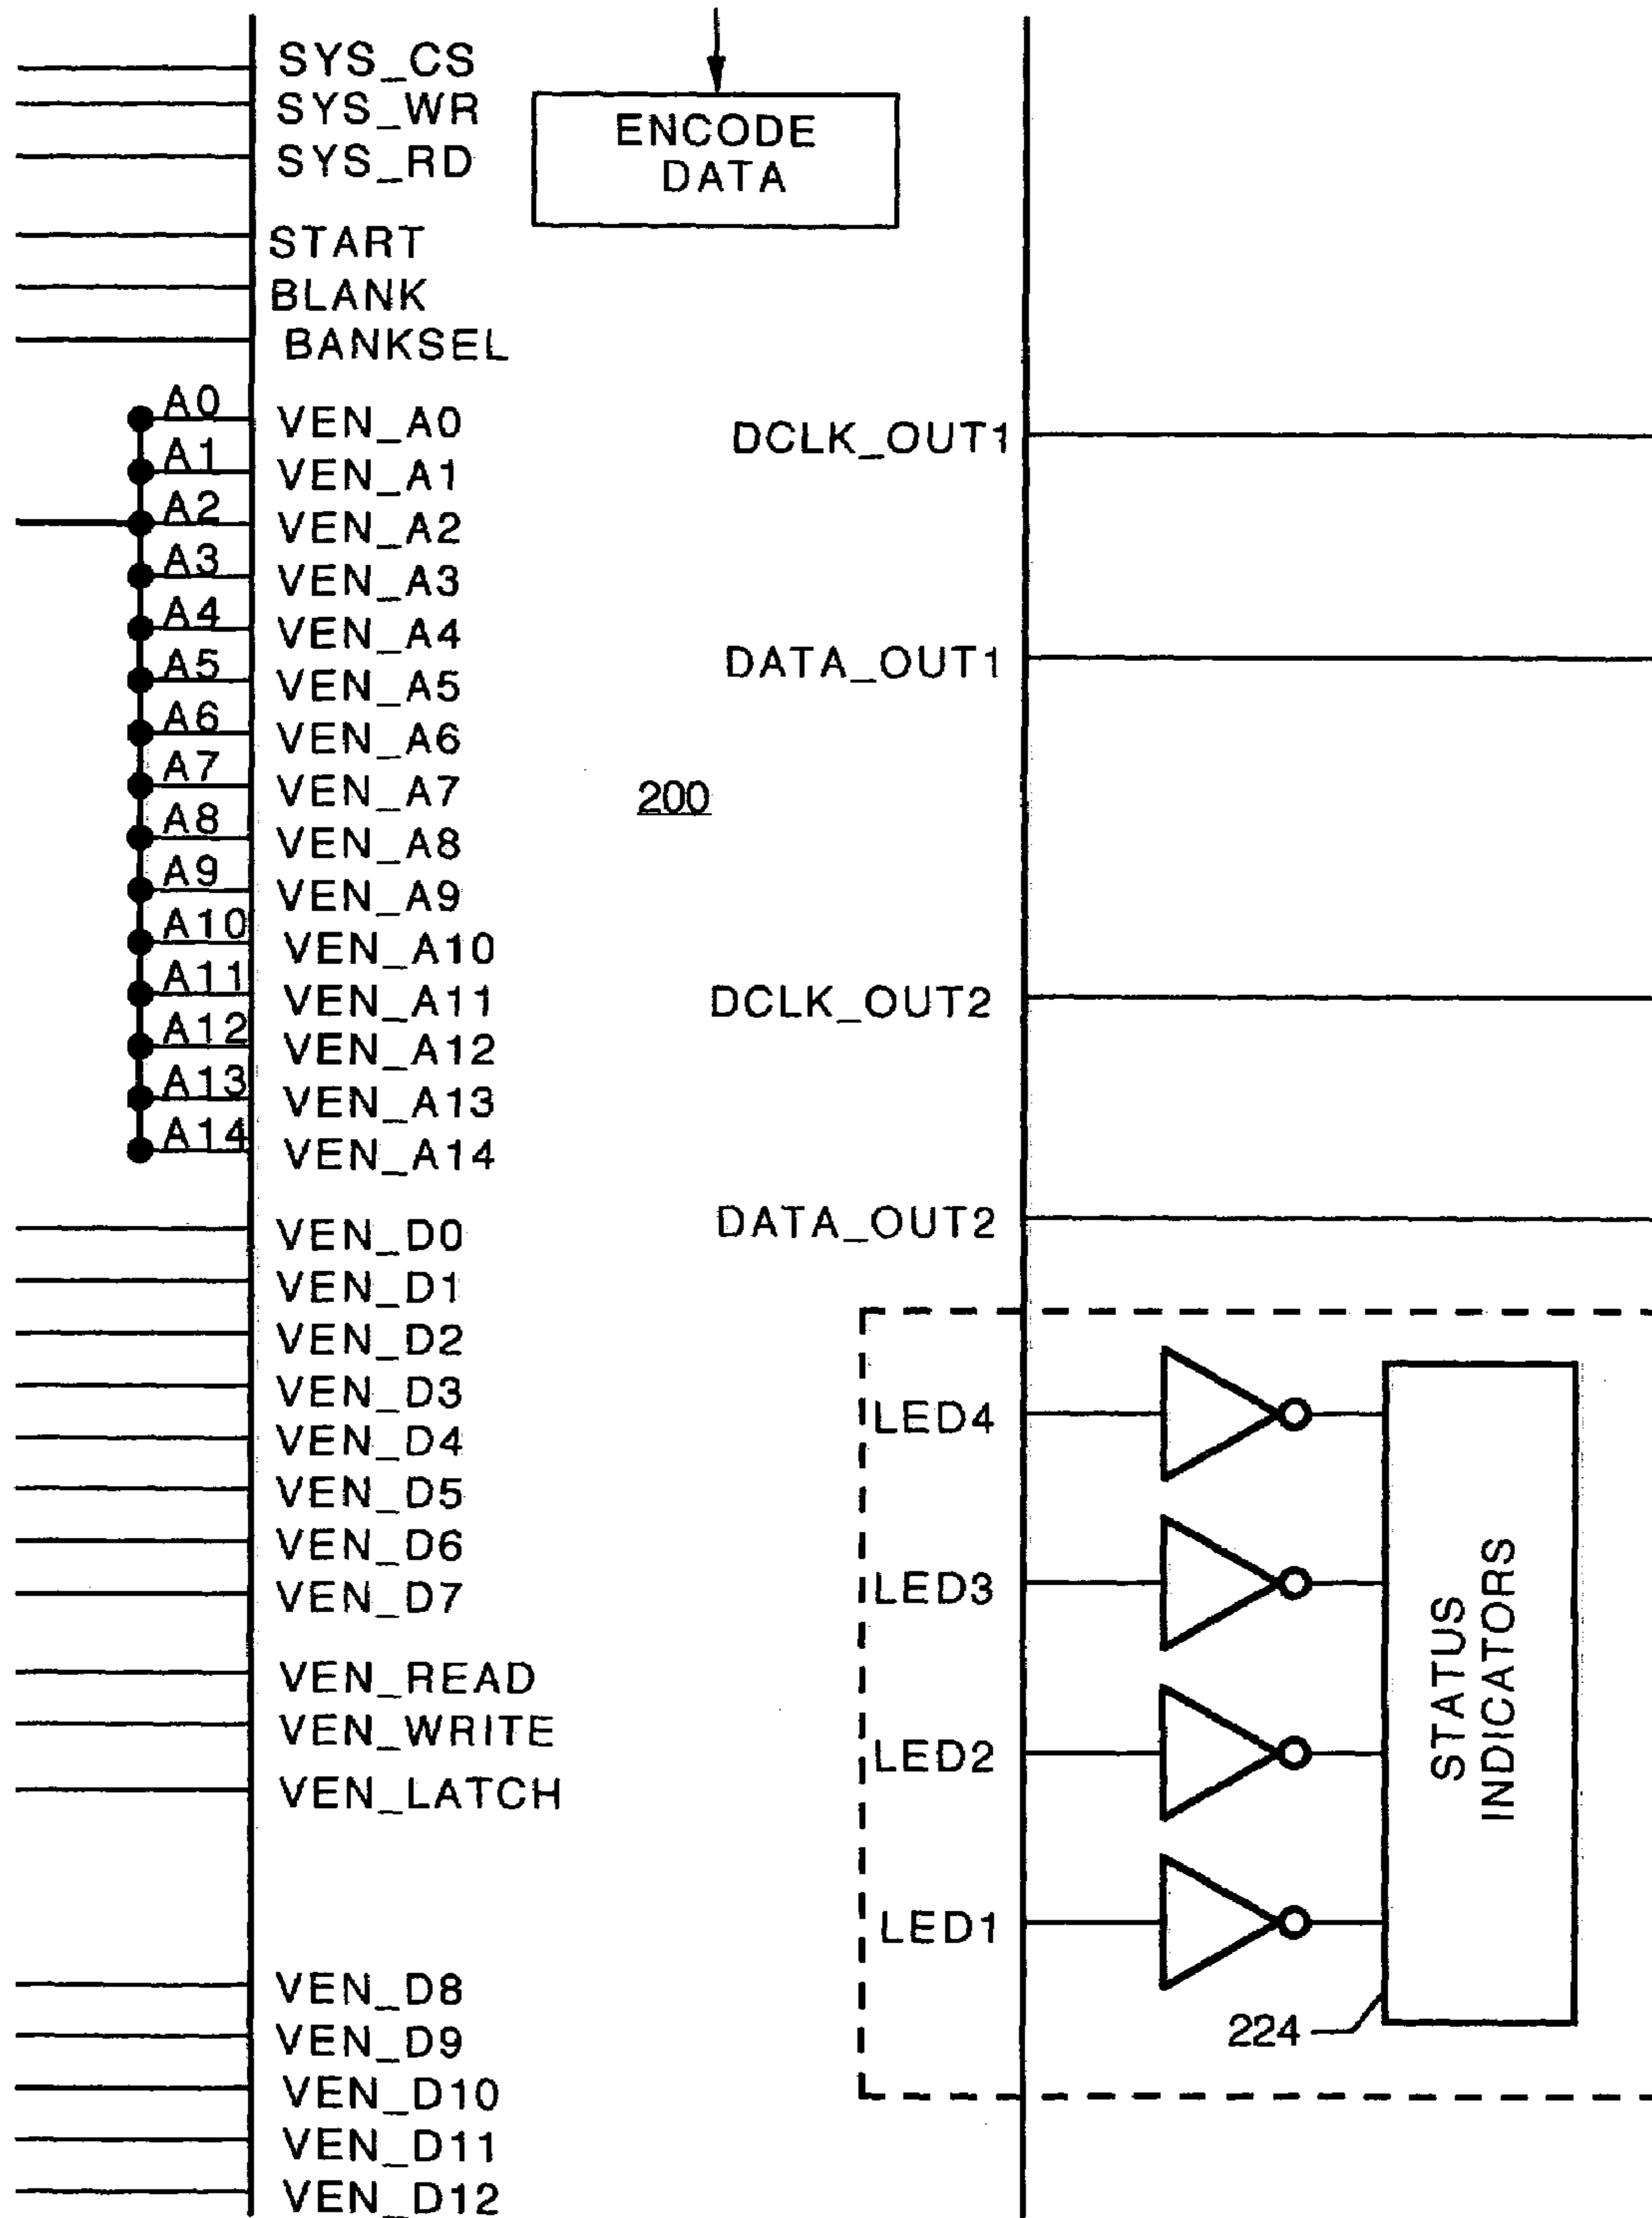 SYS_CS
SYS_WR
SYS_RD
START
BLANK
BANKSEL
ENCODE
DATA
A0
VEN_A0
A1
VEN_A1
A2
VEN_A2
A3
VEN_A3
A4
VEN_A4
A5
VEN_A5
A6
VEN_A6
A7
VEN_A7
A8
VEN_A8
A9
VEN_A9
A10
VEN_A10
A11
VEN_A11
A12
VEN_A12
A13
VEN_A13
A14
VEN_A14
VEN_D0
VEN_D1
VEN_D2
VEN_D3
VEN_D4
VEN_D5
VEN_D6
VEN_D7
VEN_READ
VEN_WRITE
VEN_LATCH
VEN_D8
VEN_D9
VEN_D10
VEN_D11
VEN_D12
200
DCLK_OUT1
DATA_OUT1
DCLK_OUT2
DATA_OUT2
LED4
LED3
LED2
LED1
STATUS
INDICATORS
224